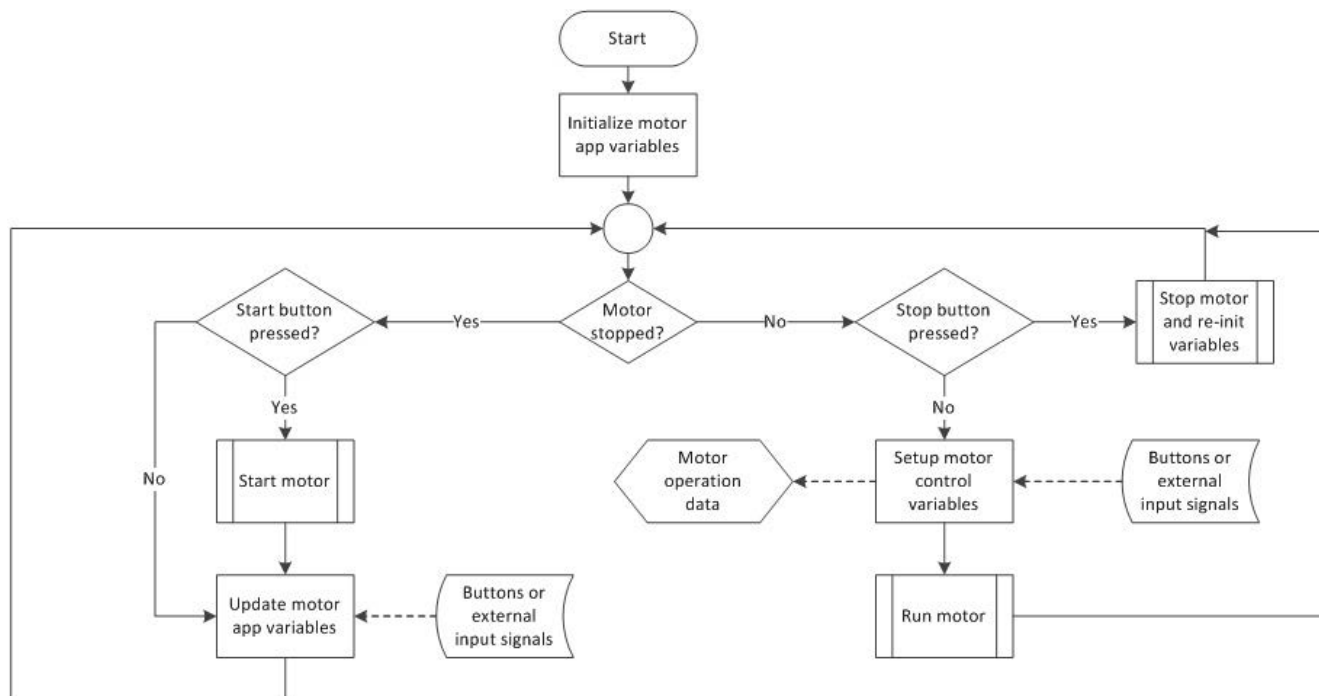 Start
Initialize motor
app variables
Start button
pressed?
Yes
Motor
stopped?
No
Stop button
pressed?
Yes
Stop motor
and re-init
variables
Yes
No
No
Start motor
Motor
operation
data
Setup motor
control
variables
Buttons or
external
input signals
Update motor
app variables
Buttons or
external
input signals
Run motor